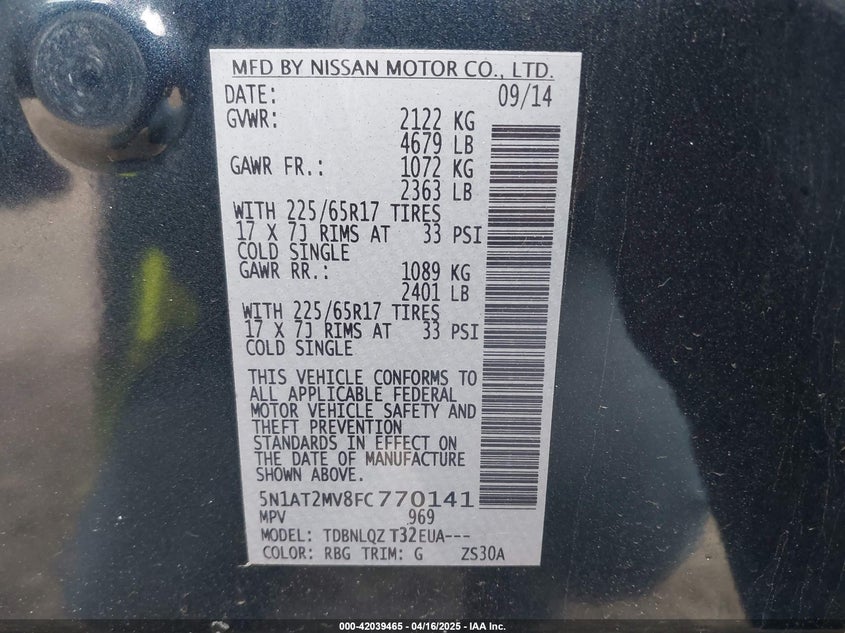 MFD BY NISSAN MOTOR CO., LTD.
DATE: 09/14
GVWR: 2122 KG
4679 LB
GAWR FR.: 1072 KG
2363 LB
WITH 225/65R17 TIRES
17 X 7J RIMS AT 33 PSI
COLD SINGLE
GAWR RR.: 1089 KG
2401 LB
WITH 225/65R17 TIRES
17 X 7J RIMS AT 33 PSI
COLD SINGLE
THIS VEHICLE CONFORMS TO
ALL APPLICABLE FEDERAL
MOTOR VEHICLE SAFETY AND
THEFT PREVENTION
STANDARDS IN EFFECT ON
THE DATE OF MANUFACTURE
SHOWN ABOVE.
5N1AT2MV8FC770141
MPV 969
MODEL: TDBNLQZ T32EUA---
COLOR: RBG TRIM: G ZS30A
000-42039465 - 04/16/2025 - IAA Inc.